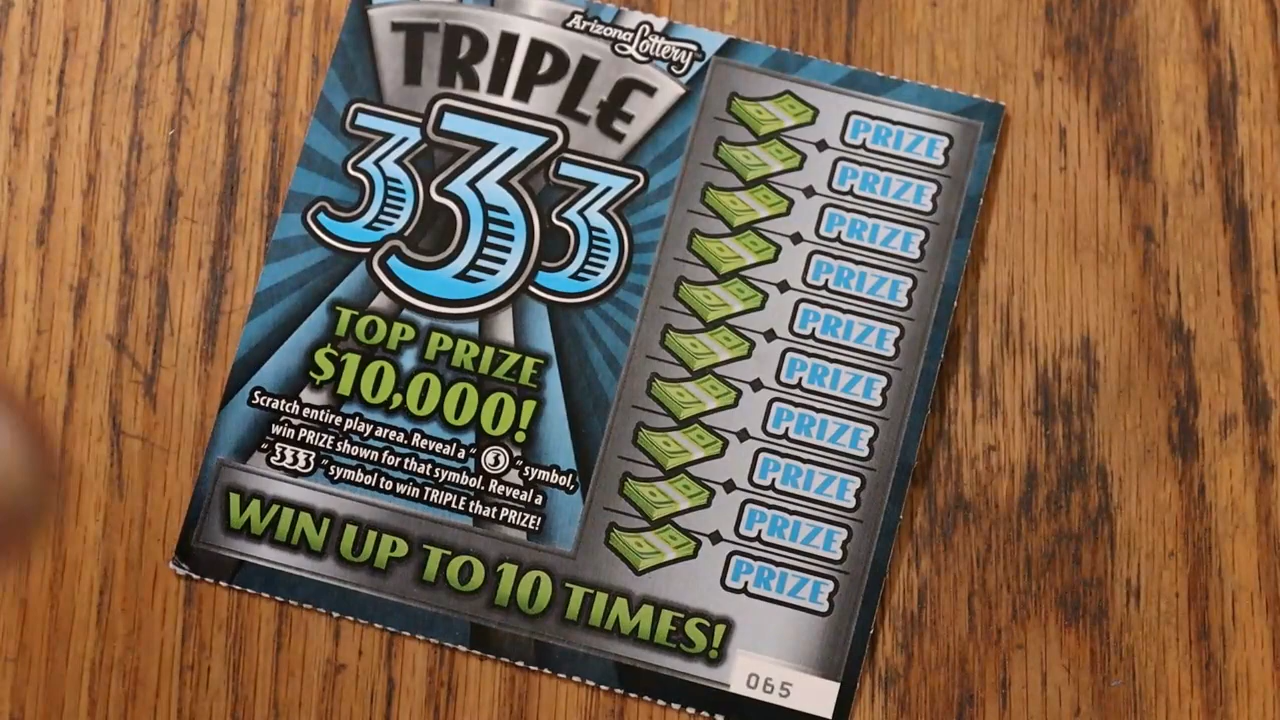 Arizona Lottery™
TRIPLE
333
TOP PRIZE
$10,000!
Scratch entire play area. Reveal a "③" symbol,
win PRIZE shown for that symbol. Reveal a
"333" symbol to win TRIPLE that PRIZE!
WIN UP TO 10 TIMES!
PRIZE
PRIZE
PRIZE
PRIZE
PRIZE
PRIZE
PRIZE
PRIZE
PRIZE
PRIZE
065